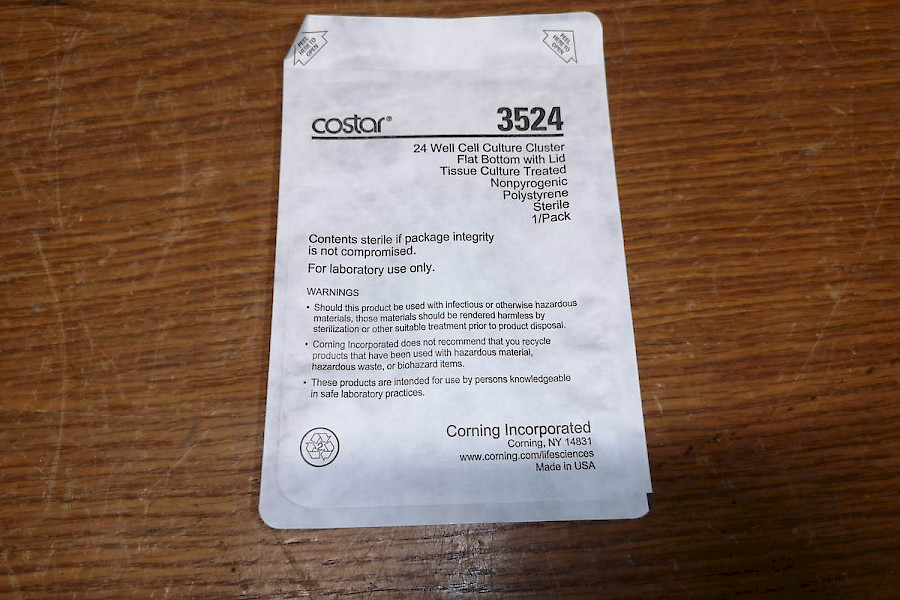 PEEL
HERE TO
OPEN
PEEL
HERE TO
OPEN
costar®
3524
24 Well Cell Culture Cluster
Flat Bottom with Lid
Tissue Culture Treated
Nonpyrogenic
Polystyrene
Sterile
1/Pack
Contents sterile if package integrity
is not compromised.
For laboratory use only.
WARNINGS
• Should this product be used with infectious or otherwise hazardous
materials, those materials should be rendered harmless by
sterilization or other suitable treatment prior to product disposal.
• Corning Incorporated does not recommend that you recycle
products that have been used with hazardous material,
hazardous waste, or biohazard items.
• These products are intended for use by persons knowledgeable
in safe laboratory practices.
2
Corning Incorporated
Corning, NY 14831
www.corning.com/lifesciences
Made in USA